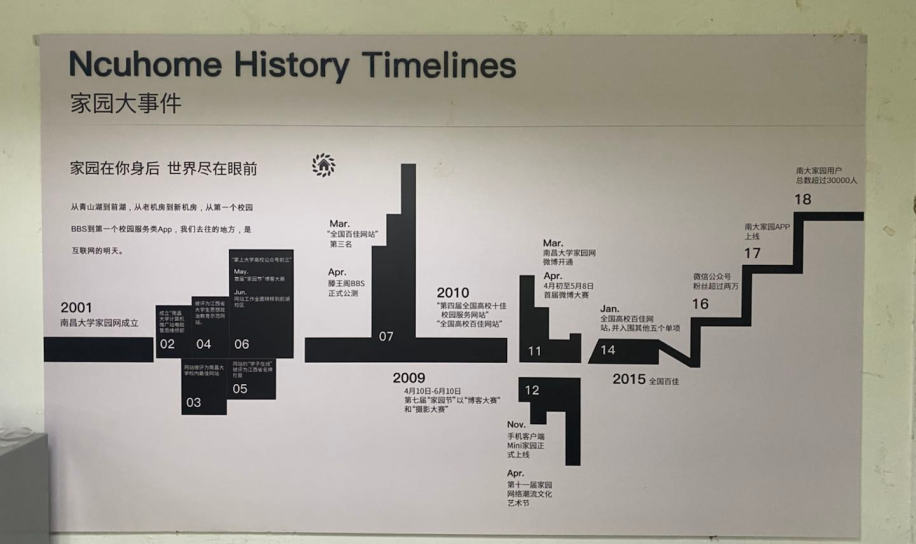 Ncuhome History Timelines
家园大事件
家园在你身后 世界尽在眼前
从青山湖到前湖，从老机房到新机房，从第一个校园
BBS到第一个校园服务类App，我们去往的地方，是
互联网的明天。
2001
南昌大学家园网成立
02
03
04
05
May.
首届"家园节"博客大赛
Jun.
06
Mar.
"全国百佳网站"
第三名
Apr.
滕王阁BBS
正式公测
07
2009
4月10日-6月10日
第七届"家园节"以"博客大赛"
和"摄影大赛"
2010
"第四届全国高校十佳
校园服务网站"
"全国高校百佳网站"
Mar.
南昌大学家园网
微博开通
Apr.
4月初至5月8日
首届微博大赛
11
12
Nov.
手机客户端
Mini家园正
式上线
Apr.
第十一届家园
网络潮流文化
艺术节
Jan.
全国高校百佳网
站，并入围其他五个单项
14
2015 全国百佳
微信公众号
粉丝超过两万
16
南大家园APP
上线
17
南大家园用户
总数超过30000人
18